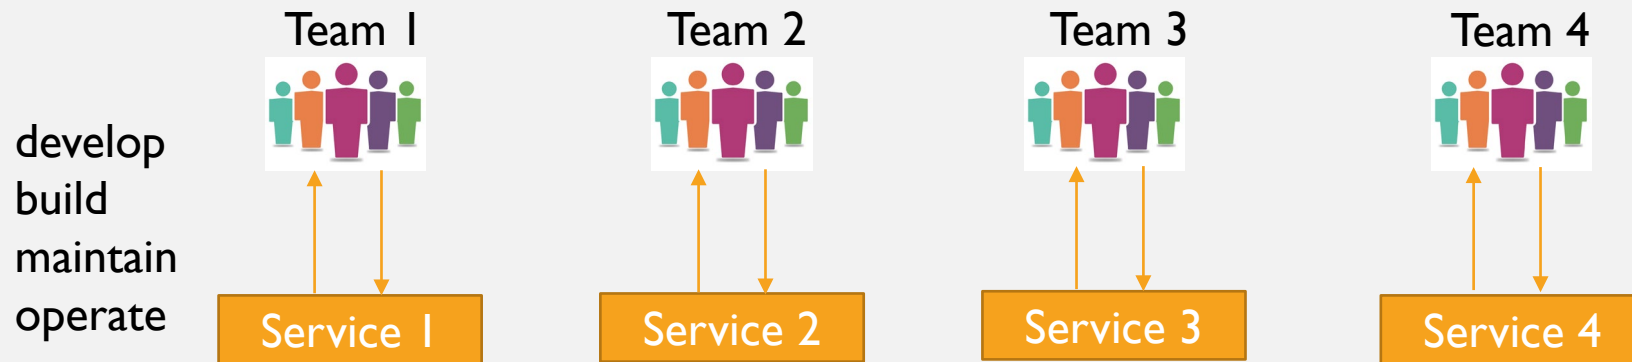 Team 1
Team 2
Team 3
Team 4
develop
build
maintain
operate
Service 1
Service 2
Service 3
Service 4